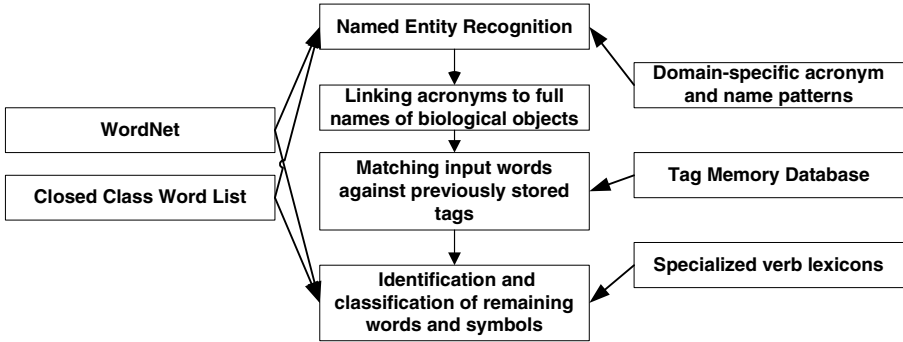 Named Entity Recognition
Domain-specific acronym
and name patterns
Linking acronyms to full
names of biological objects
WordNet
Matching input words
against previously stored
tags
Tag Memory Database
Closed Class Word List
Specialized verb lexicons
Identification and
classification of remaining
words and symbols